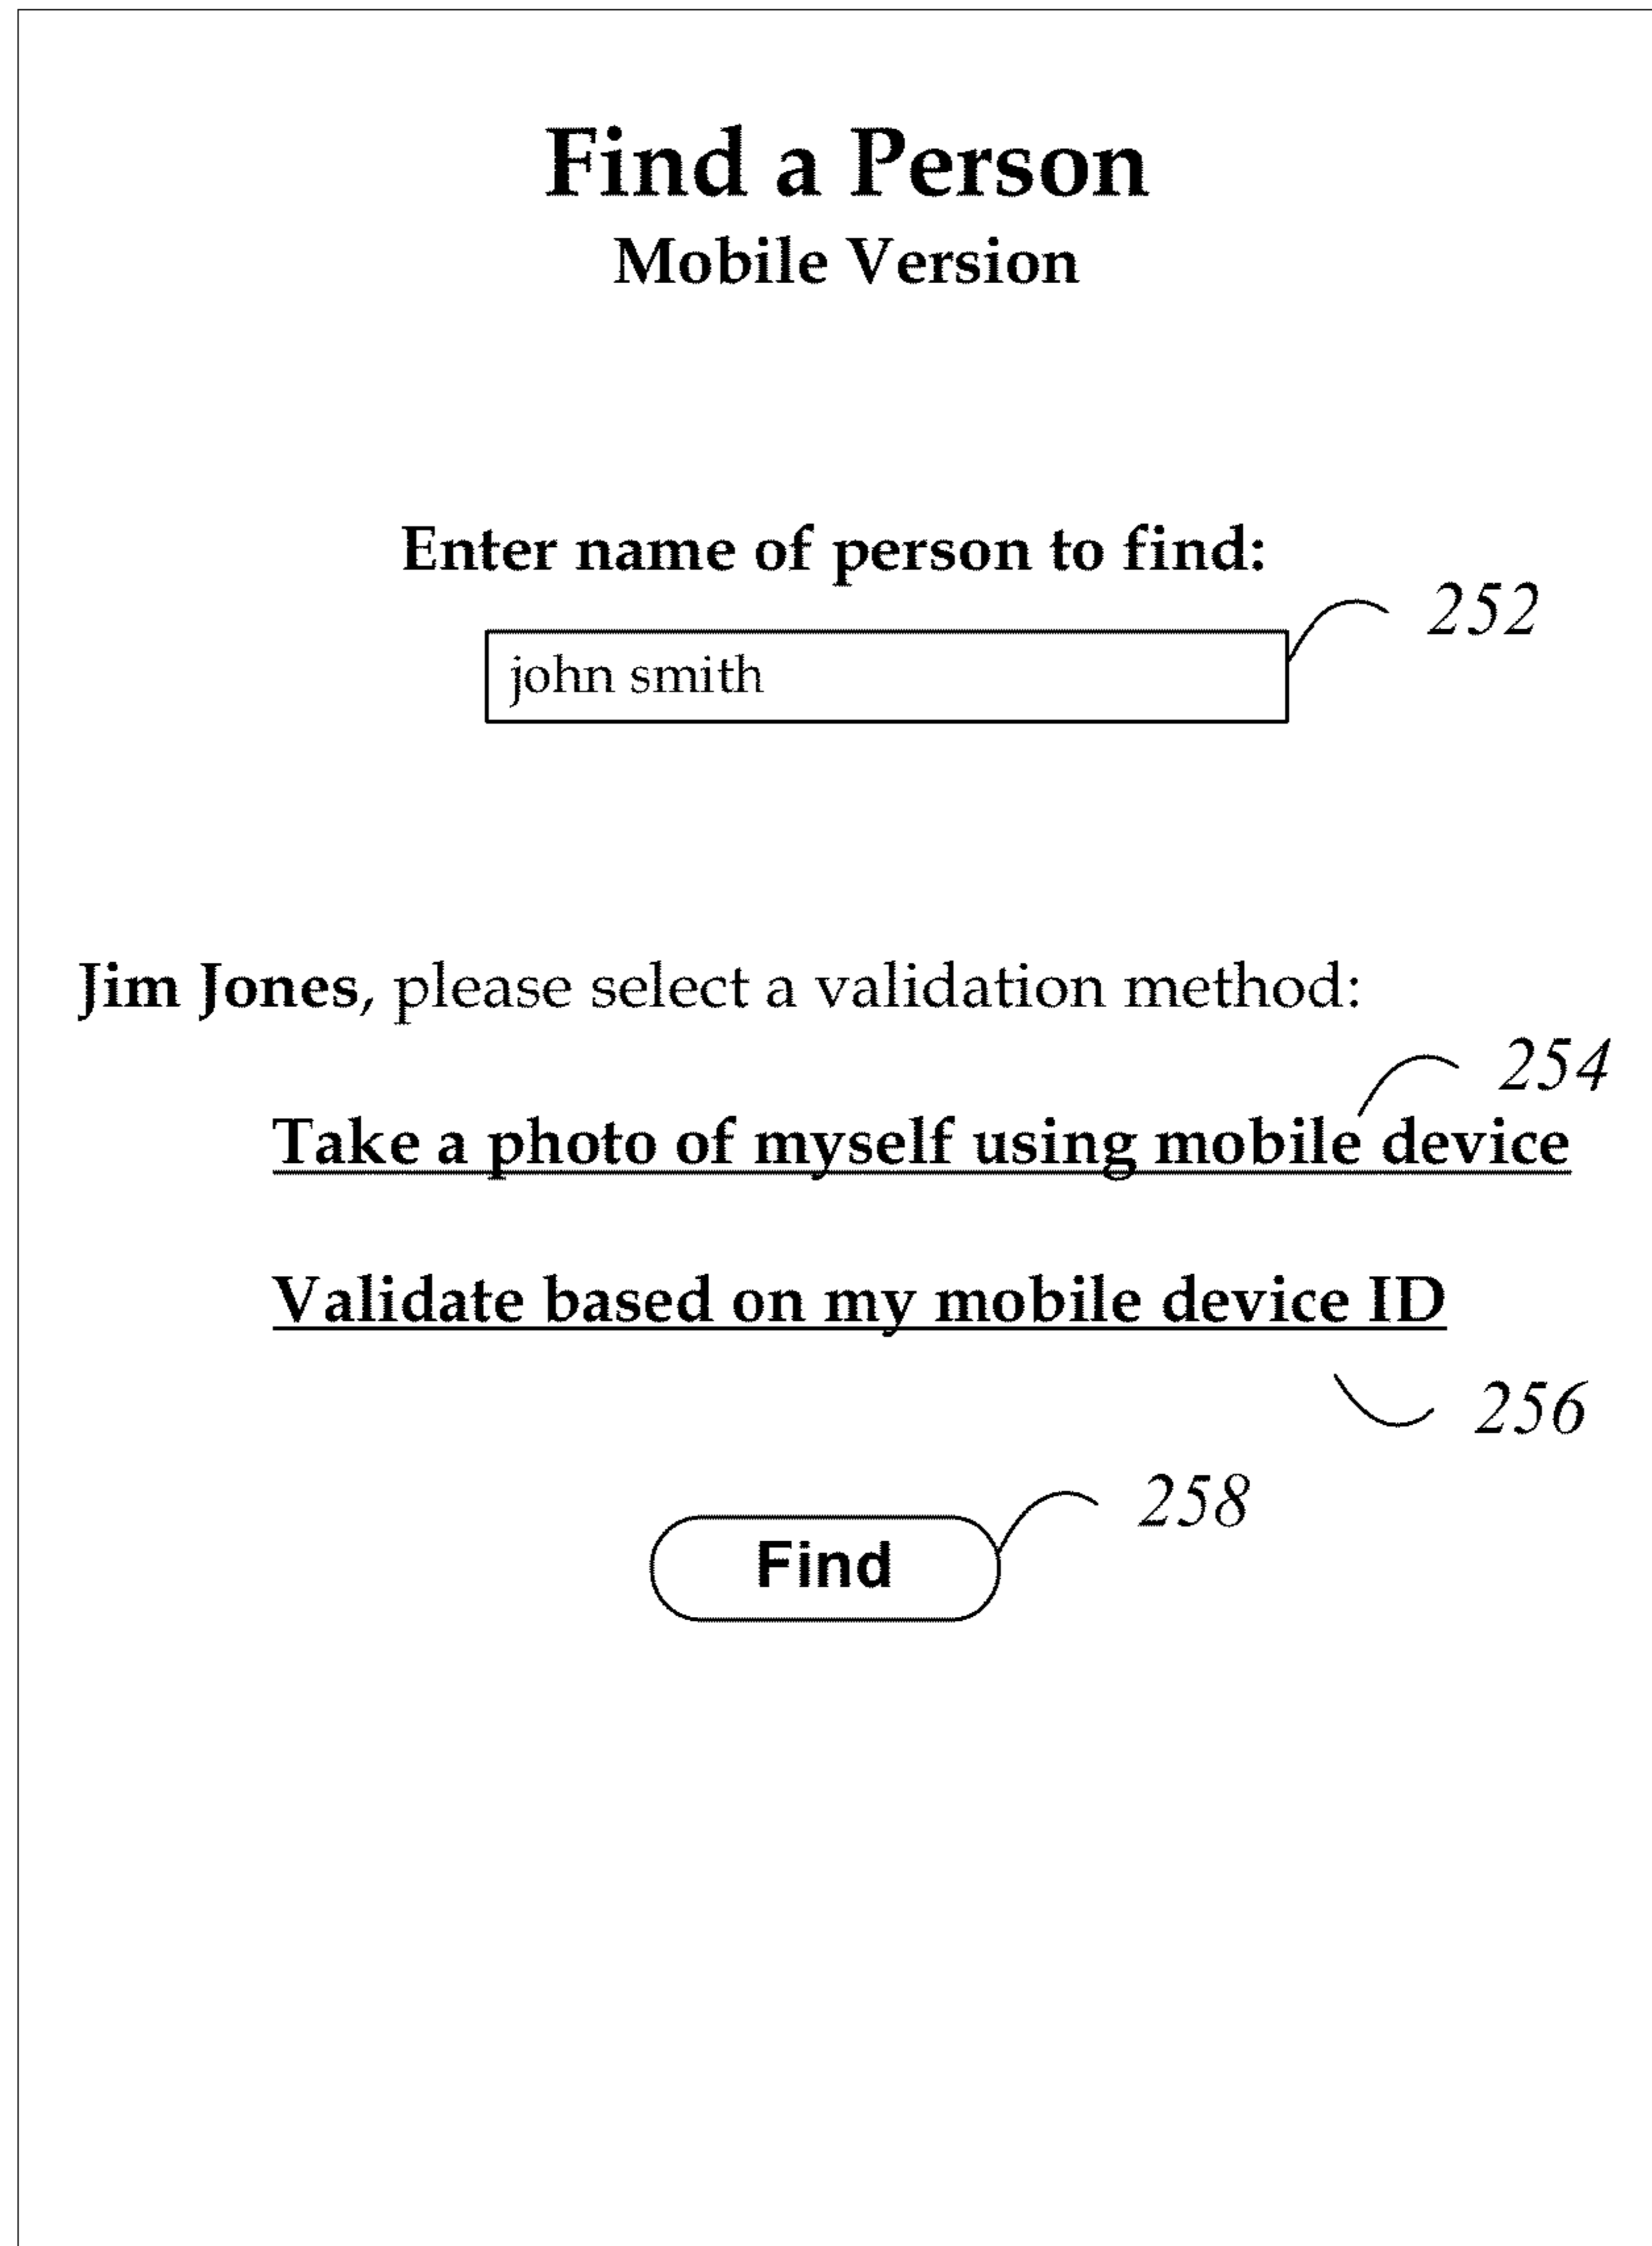 Find a Person
Mobile Version
Enter name of person to find:
252
john smith
Jim Jones, please select a validation method:
254
Take a photo of myself using mobile device
Validate based on my mobile device ID
256
258
Find